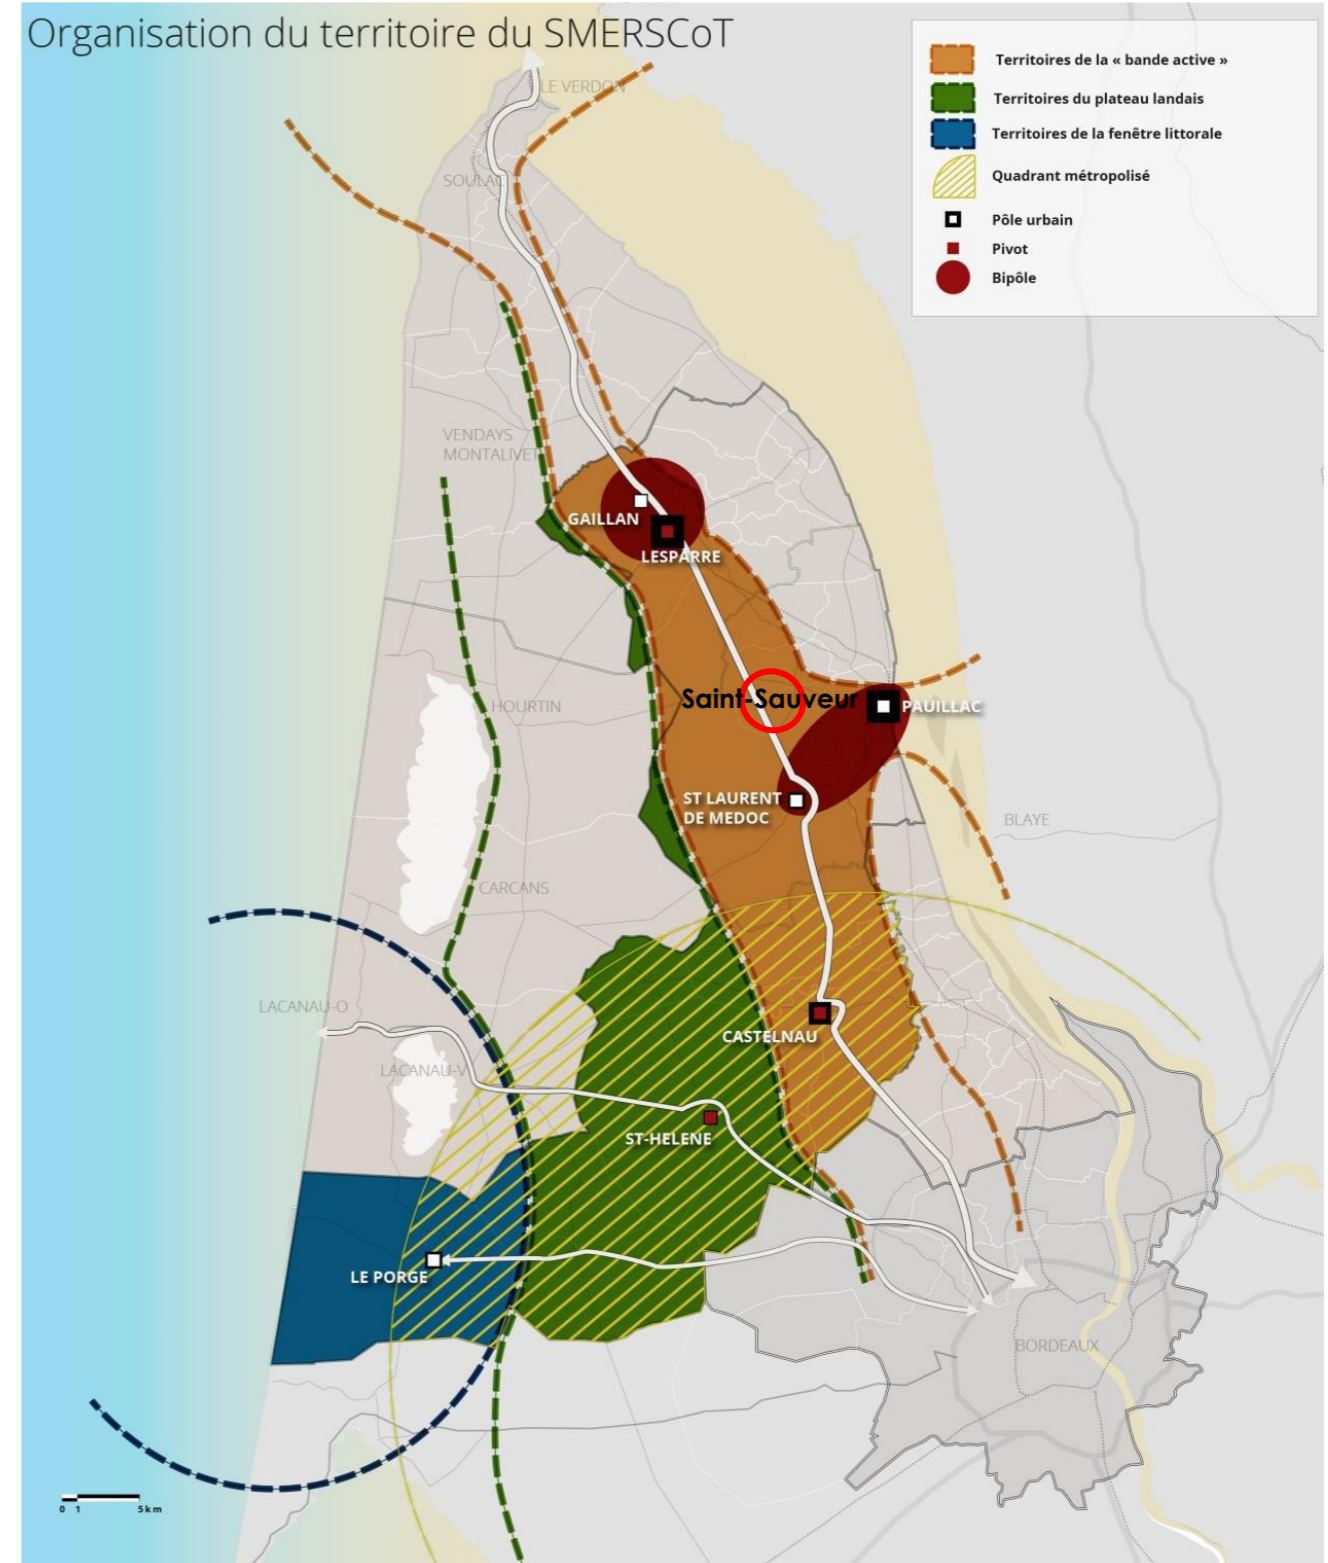 Organisation du territoire du SMERSCoT
Territoires de la « bande active »
Territoires du plateau landais
Territoires de la fenêtre littorale
Quadrant métropolisé
Pôle urbain
Pivot
Bipôle
LE VERDON
SOULAC
VENDAYS
MONTALIVET
GAILLAN
LESPARRE
Saint-Sauveur
PAUILLAC
HOURTIN
ST LAURENT
DE MEDOC
BLAYE
CARCANS
LACANAU-O
CASTELNAU
LACANAU-V
ST-HELENE
LE PORGE
BORDEAUX
0 1 5km